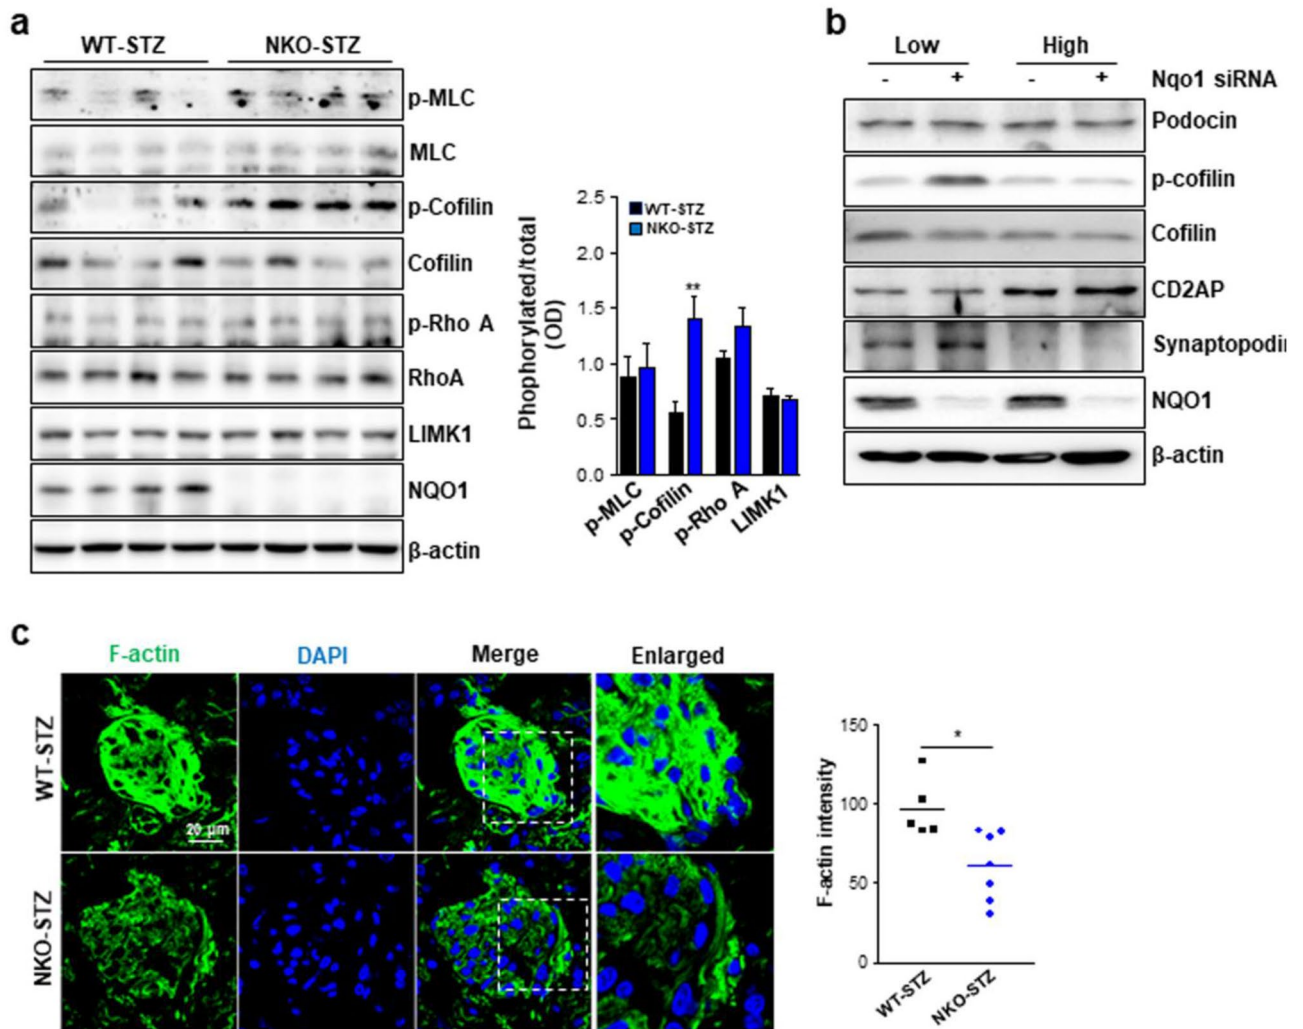 a
WT-STZ NKO-STZ
p-MLC
MLC
p-Cofilin
Cofilin
p-Rho A
RhoA
LIMK1
NQO1
β-actin
Phophorylated/total
(OD)
2.5
2.0
1.5
1.0
0.5
0.0
WT-STZ
NKO-STZ
**
p-MLC
p-Cofilin
p-Rho A
LIMK1
b
Low High
- + - + Nqo1 siRNA
Podocin
p-cofilin
Cofilin
CD2AP
Synaptopodi
NQO1
β-actin
c
F-actin DAPI Merge Enlarged
WT-STZ
20 μm
NKO-STZ
F-actin intensity
150
100
50
0
*
WT-STZ
NKO-STZ